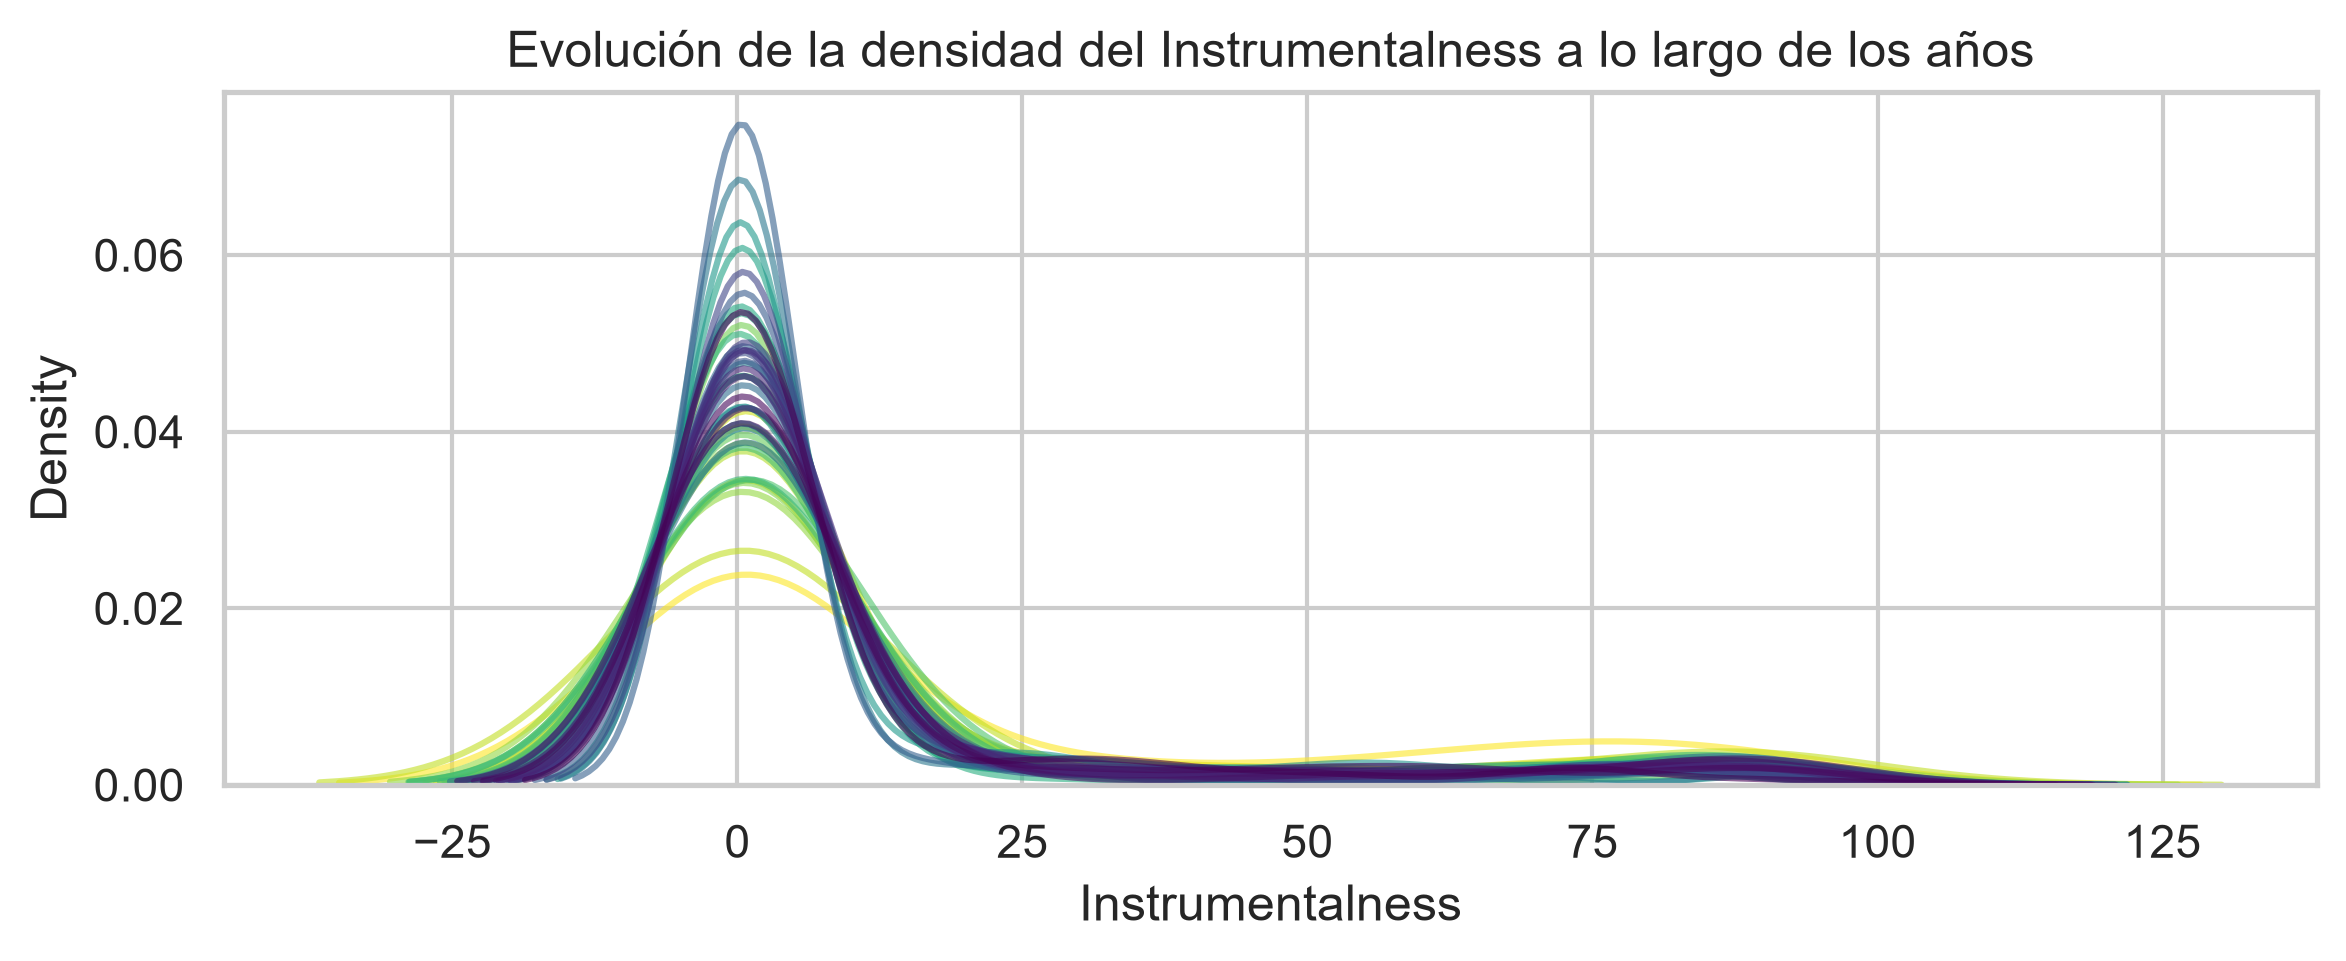 Evolución de la densidad del Instrumentalness a lo largo de los años
Density
0.06
0.04
0.02
0.00
−25 0 25 50 75 100 125
Instrumentalness